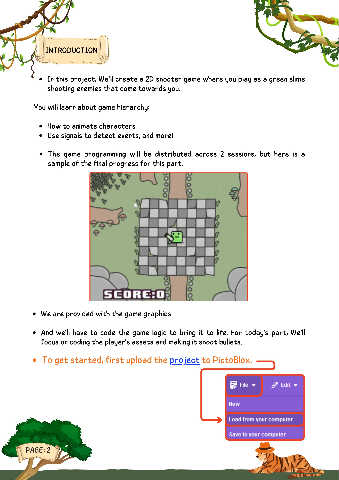 INTRODUCTION
• In this project, We'll create a 2D shooter game where you play as a green slime
shooting enemies that come towards you.
You will learn about game hierarchy:
• How to animate characters
• Use signals to detect events, and more!
• The game programming will be distributed across 2 sessions, but here is a
sample of the final progress for this part.
SCORE:0
• We are provided with the game graphics
• And we'll have to code the game logic to bring it to life. For today's part, We'll
focus on coding the player's assets and making it shoot bullets.
• To get started, first upload the project to PictoBlox.
File
Edit
New
Load from your computer
Save to your computer
PAGE-2